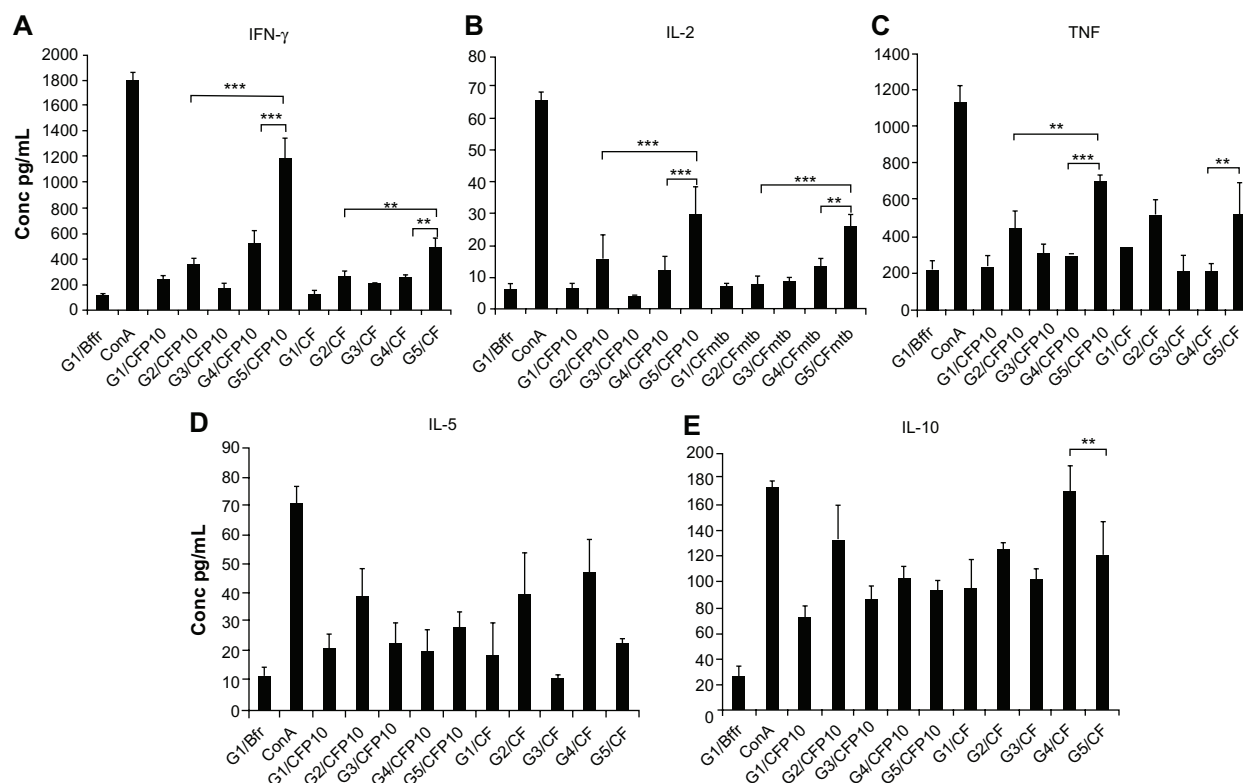 A
IFN-γ
Conc pg/mL
2000
1800
1600
1400
1200
1000
800
600
400
200
0
***
***
**
**
G1/Bffr
ConA
G1/CFP10
G2/CFP10
G3/CFP10
G4/CFP10
G5/CFP10
G1/CF
G2/CF
G3/CF
G4/CF
G5/CF
B
IL-2
80
70
60
50
40
30
20
10
0
***
***
***
**
G1/Bffr
ConA
G1/CFP10
G2/CFP10
G3/CFP10
G4/CFP10
G5/CFP10
G1/CFmtb
G2/CFmtb
G3/CFmtb
G4/CFmtb
G5/CFmtb
C
TNF
1400
1200
1000
800
600
400
200
0
**
***
**
G1/Bffr
ConA
G1/CFP10
G2/CFP10
G3/CFP10
G4/CFP10
G5/CFP10
G1/CF
G2/CF
G3/CF
G4/CF
G5/CF
D
IL-5
Conc pg/mL
90
80
70
60
50
40
30
20
10
0
G1/Bfr
ConA
G1/CFP10
G2/CFP10
G3/CFP10
G4/CFP10
G5/CFP10
G1/CF
G2/CF
G3/CF
G4/CF
G5/CF
E
IL-10
200
180
160
140
120
100
80
60
40
20
0
**
G1/Bffr
ConA
G1/CFP10
G2/CFP10
G3/CFP10
G4/CFP10
G5/CFP10
G1/CF
G2/CF
G3/CF
G4/CF
G5/CF